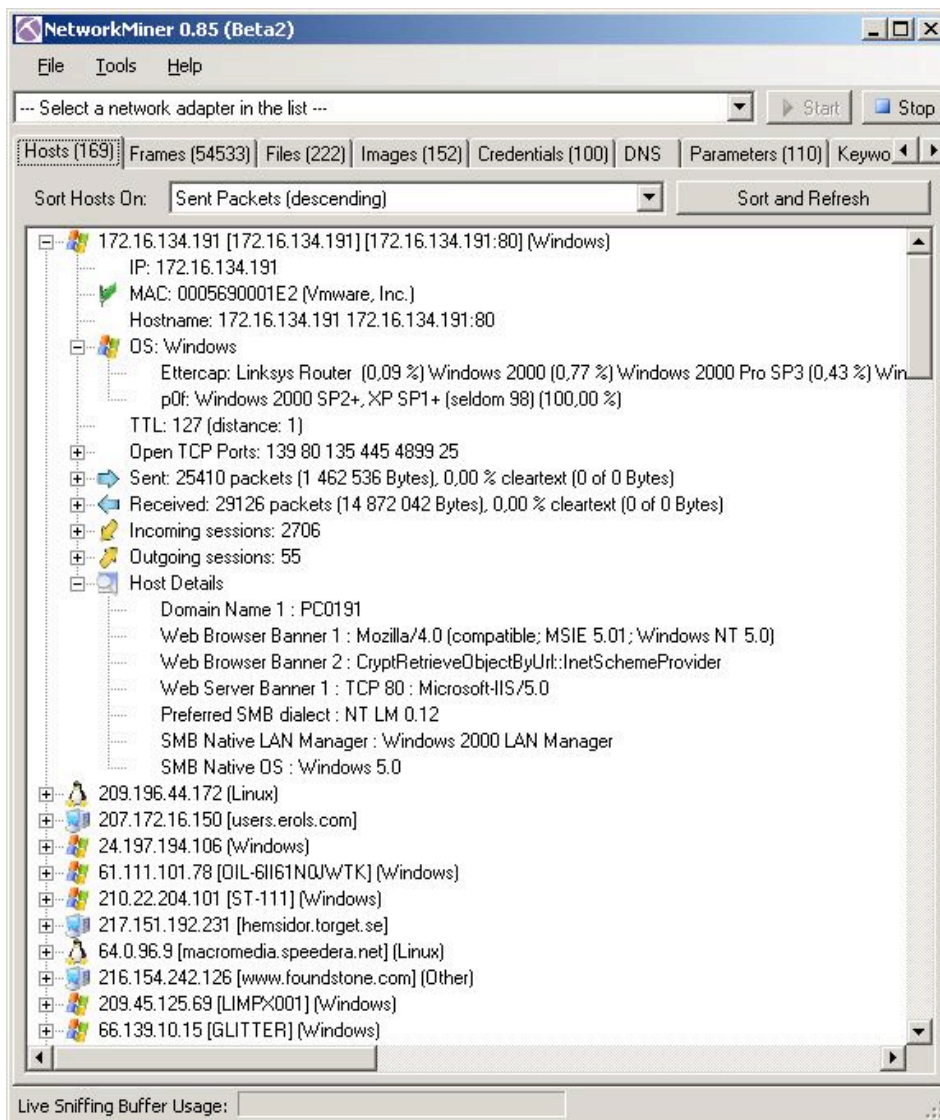 NetworkMiner 0.85 (Beta2)
File Tools Help
--- Select a network adapter in the list --- Start Stop
Hosts (169) Frames (54533) Files (222) Images (152) Credentials (100) DNS Parameters (110) Keywo
Sort Hosts On: Sent Packets (descending) Sort and Refresh
172.16.134.191 [172.16.134.191] [172.16.134.191:80] (Windows)
IP: 172.16.134.191
MAC: 0005690001E2 (Vmware, Inc.)
Hostname: 172.16.134.191 172.16.134.191:80
OS: Windows
Ettercap: Linksys Router (0,09 %) Windows 2000 (0,77 %) Windows 2000 Pro SP3 (0,43 %) Win
p0f: Windows 2000 SP2+, XP SP1+ (seldom 98) (100,00 %)
TTL: 127 (distance: 1)
Open TCP Ports: 139 80 135 445 4899 25
Sent: 25410 packets (1 462 536 Bytes), 0,00 % cleartext (0 of 0 Bytes)
Received: 29126 packets (14 872 042 Bytes), 0,00 % cleartext (0 of 0 Bytes)
Incoming sessions: 2706
Outgoing sessions: 55
Host Details
Domain Name 1 : PC0191
Web Browser Banner 1 : Mozilla/4.0 (compatible; MSIE 5.01; Windows NT 5.0)
Web Browser Banner 2 : CryptRetrieveObjectByUrl::InetSchemeProvider
Web Server Banner 1 : TCP 80 : Microsoft-IIS/5.0
Preferred SMB dialect : NT LM 0.12
SMB Native LAN Manager : Windows 2000 LAN Manager
SMB Native OS : Windows 5.0
209.196.44.172 (Linux)
207.172.16.150 [users.erols.com]
24.197.194.106 (Windows)
61.111.101.78 [OIL-6II61N0JWTK] (Windows)
210.22.204.101 [ST-111] (Windows)
217.151.192.231 [hemsidor.torget.se]
64.0.96.9 [macromedia.speedera.net] (Linux)
216.154.242.126 [www.foundstone.com] (Other)
209.45.125.69 [LIMPX001] (Windows)
66.139.10.15 [GLITTER] (Windows)
Live Sniffing Buffer Usage: